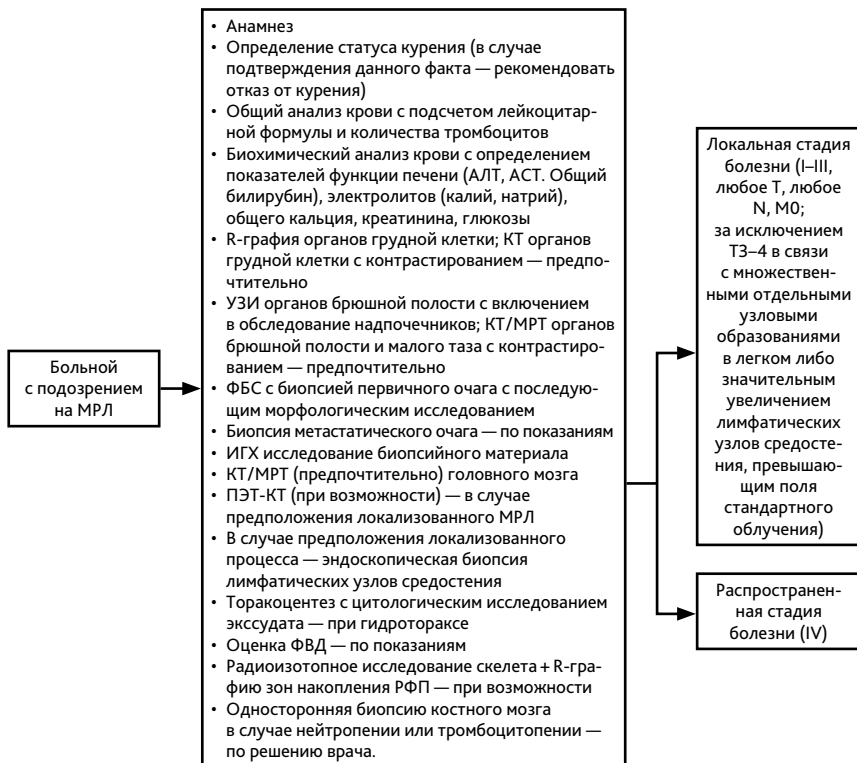 Больной
с подозрением
на МРЛ
• Анамнез
• Определение статуса курения (в случае
подтверждения данного факта — рекомендовать
отказ от курения)
• Общий анализ крови с подсчетом лейкоцитар-
ной формулы и количества тромбоцитов
• Биохимический анализ крови с определением
показателей функции печени (АЛТ, АСТ. Общий
билирубин), электролитов (калий, натрий),
общего кальция, креатинина, глюкозы
• R-графия органов грудной клетки; КТ органов
грудной клетки с контрастированием — предпо-
чтительно
• УЗИ органов брюшной полости с включением
в обследование надпочечников; КТ/МРТ органов
брюшной полости и малого таза с контрастиро-
ванием — предпочтительно
• ФБС с биопсией первичного очага с последую-
щим морфологическим исследованием
• Биопсия метастатического очага — по показаниям
• ИГХ исследование биопсийного материала
• КТ/МРТ (предпочтительно) головного мозга
• ПЭТ-КТ (при возможности) — в случае
предположения локализованного МРЛ
• В случае предположения локализованного
процесса — эндоскопическая биопсия
лимфатических узлов средостения
• Торакоцентез с цитологическим исследованием
экссудата — при гидротораксе
• Оценка ФВД — по показаниям
• Радиоизотопное исследование скелета + R-гра-
фию зон накопления РФП — при возможности
• Односторонняя биопсию костного мозга
в случае нейтропении или тромбоцитопении —
по решению врача.
Локальная стадия
болезни (I–III,
любое T, любое
N, M0;
за исключением
T3–4 в связи
с множествен-
ными отдельными
узловыми
образованиями
в легком либо
значительным
увеличением
лимфатических
узлов средосте-
ния, превышаю-
щим поля
стандартного
облучения)
Распространен-
ная стадия
болезни (IV)